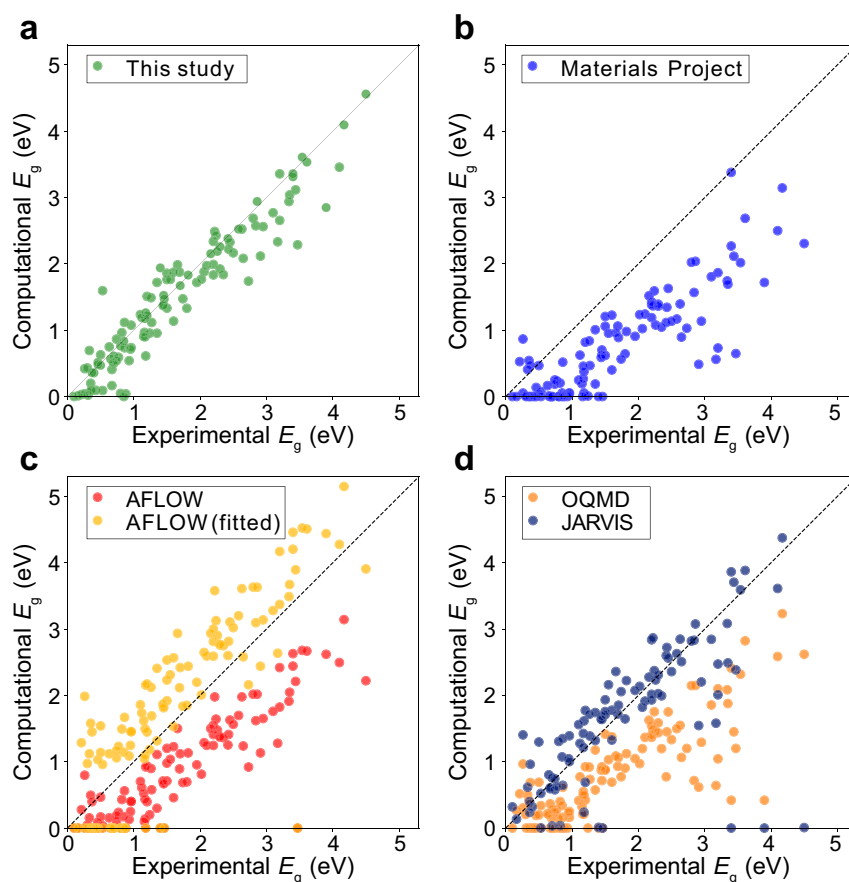 a
This study
5
4
3
2
1
0
Computational Eg (eV)
0 1 2 3 4 5
Experimental Eg (eV)
b
Materials Project
5
4
3
2
1
0
Computational Eg (eV)
0 1 2 3 4 5
Experimental Eg (eV)
c
AFLOW
AFLOW (fitted)
5
4
3
2
1
0
Computational Eg (eV)
0 1 2 3 4 5
Experimental Eg (eV)
d
OQMD
JARVIS
5
4
3
2
1
0
Computational Eg (eV)
0 1 2 3 4 5
Experimental Eg (eV)